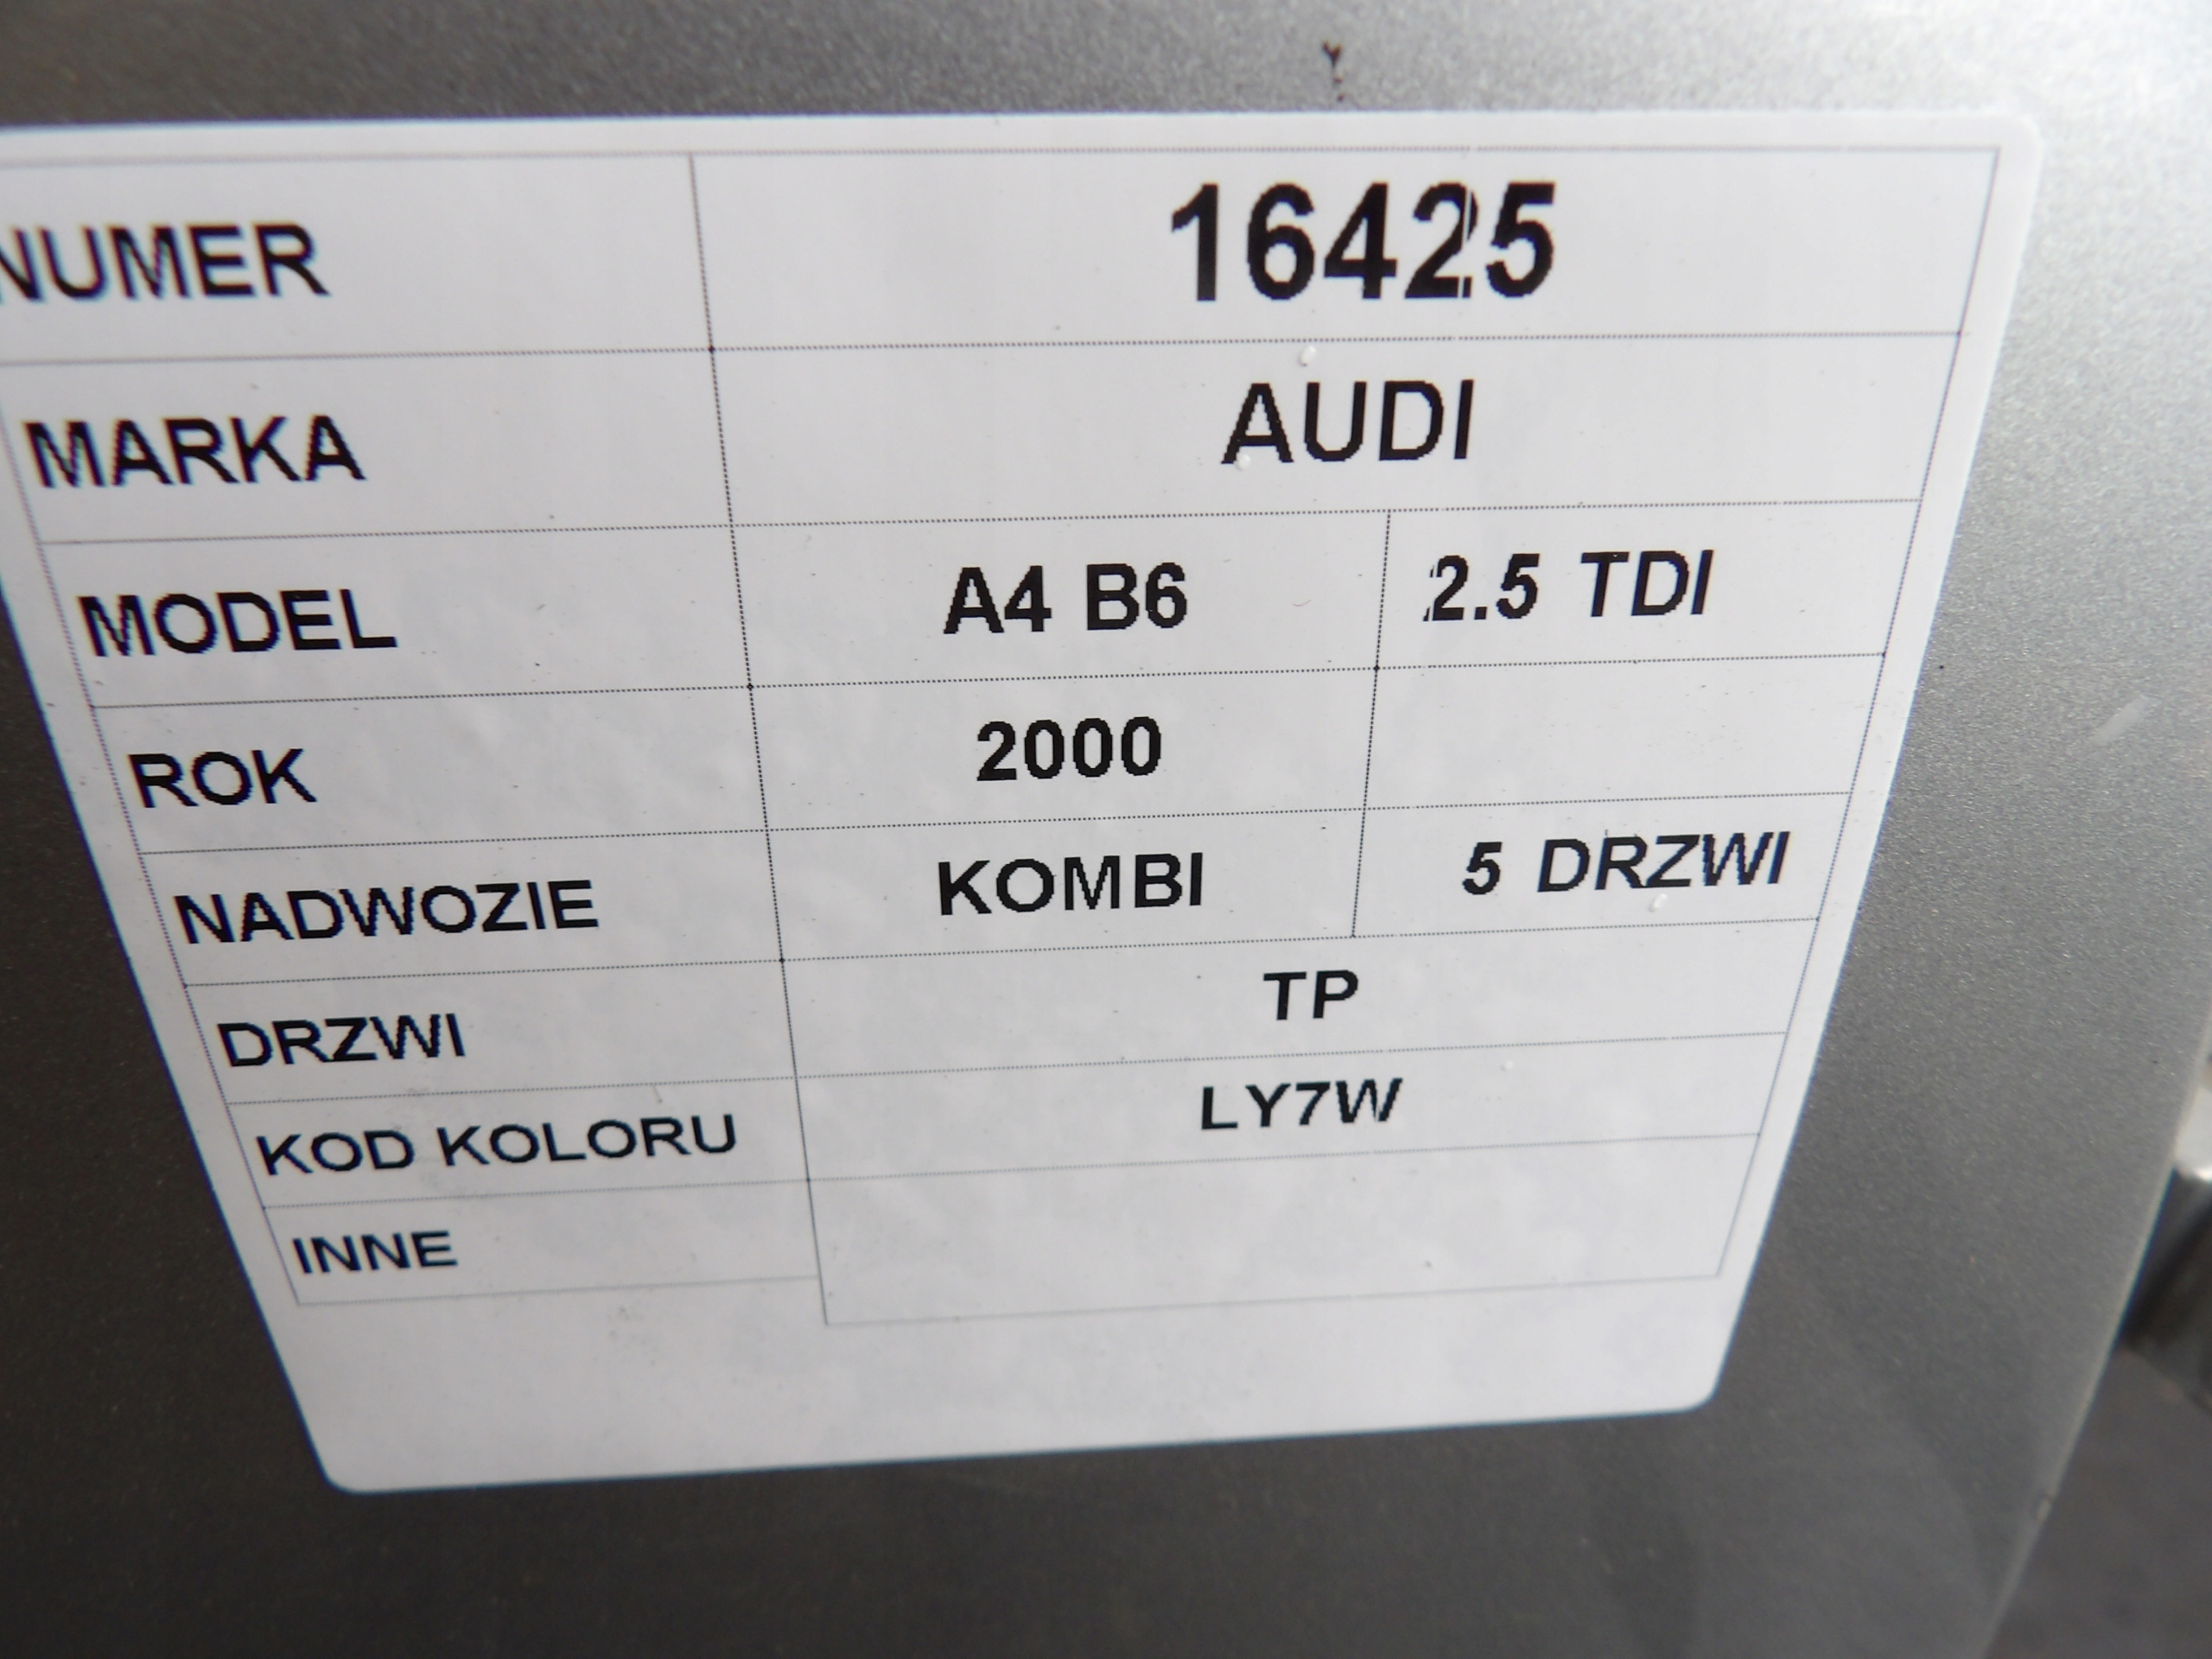 NUMER 16425
MARKA AUDI
MODEL A4 B6 2.5 TDI
ROK 2000
NADWOZIE KOMBI 5 DRZWI
DRZWI TP
KOD KOLORU LY7W
INNE